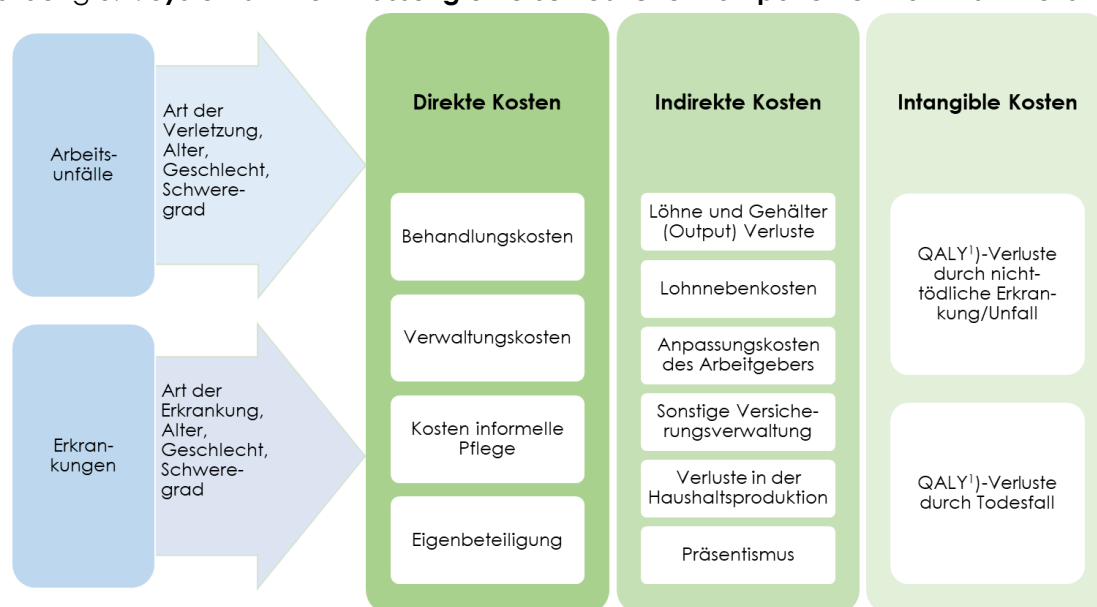 Arbeits-
unfälle
Art der
Verletzung,
Alter,
Geschlecht,
Schwere-
grad
Erkran-
kungen
Art der
Erkrankung,
Alter,
Geschlecht,
Schwere-
grad
Direkte Kosten
Behandlungskosten
Verwaltungskosten
Kosten informelle
Pflege
Eigenbeteiligung
Indirekte Kosten
Löhne und Gehälter
(Output) Verluste
Lohnnebenkosten
Anpassungskosten
des Arbeitgebers
Sonstige Versiche-
rungsverwaltung
Verluste in der
Haushaltsproduktion
Präsentismus
Intangible Kosten
QALY¹)-Verluste
durch nicht-
tödliche Erkran-
kung/Unfall
QALY¹)-Verluste
durch Todesfall